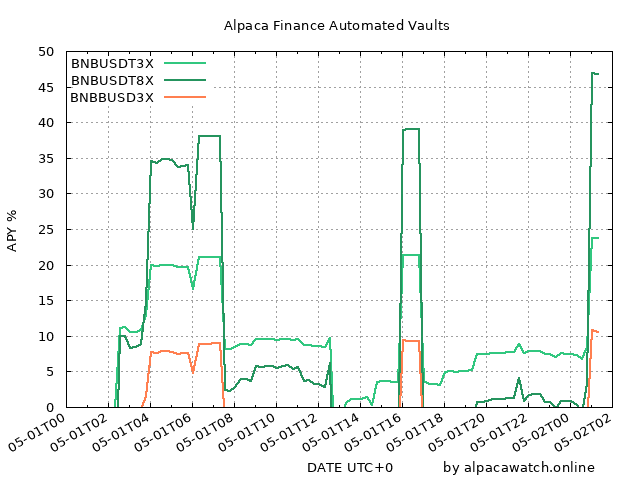 Alpaca Finance Automated Vaults
BNBUSDT3X
BNBUSDT8X
BNBBUSD3X
APY %
50
45
40
35
30
25
20
15
10
5
0
05-01T00
05-01T02
05-01T04
05-01T06
05-01T08
05-01T10
05-01T12
05-01T14
05-01T16
05-01T18
05-01T20
05-01T22
05-02T00
05-02T02
DATE UTC+0
by alpacawatch.online